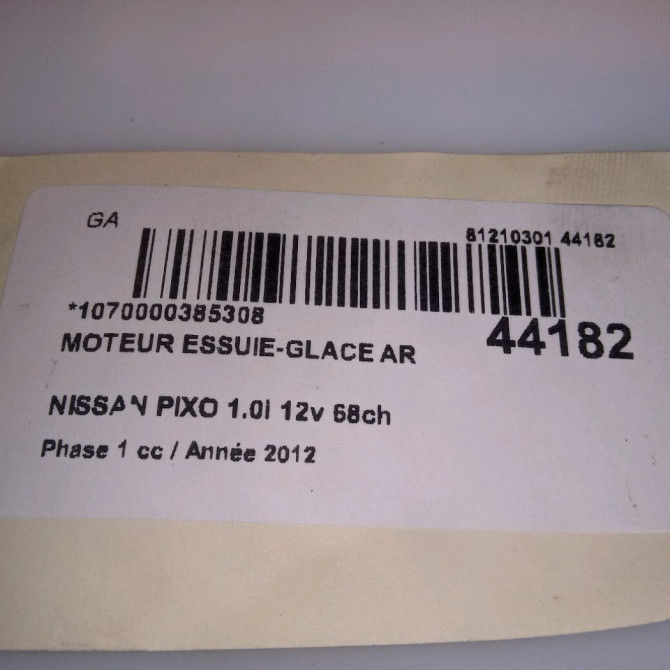 GA
81210301 44182
*1070000385308
44182
MOTEUR ESSUIE-GLACE AR
NISSAN PIXO 1.0i 12v 68ch
Phase 1 cc / Année 2012